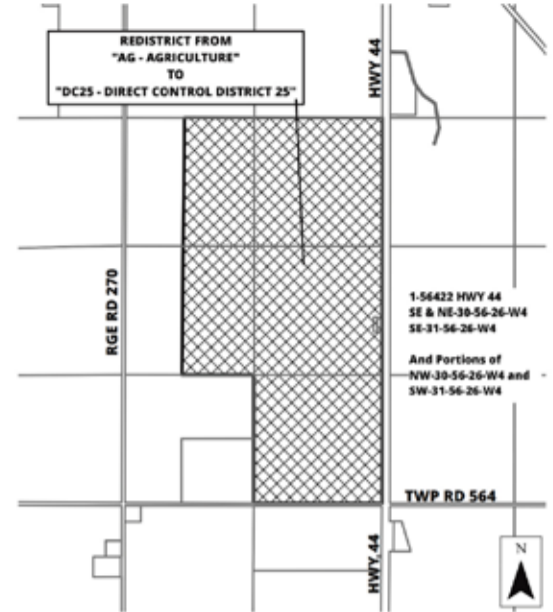 REDISTRICT FROM
"AG - AGRICULTURE"
TO
"DC25 - DIRECT CONTROL DISTRICT 25"
HWY 44
RGE RD 270
1-56422 HWY 44
SE & NE-30-56-26-W4
SE-31-56-26-W4
And Portions of
NW-30-56-26-W4 and
SW-31-56-26-W4
TWP RD 564
HWY 44
N